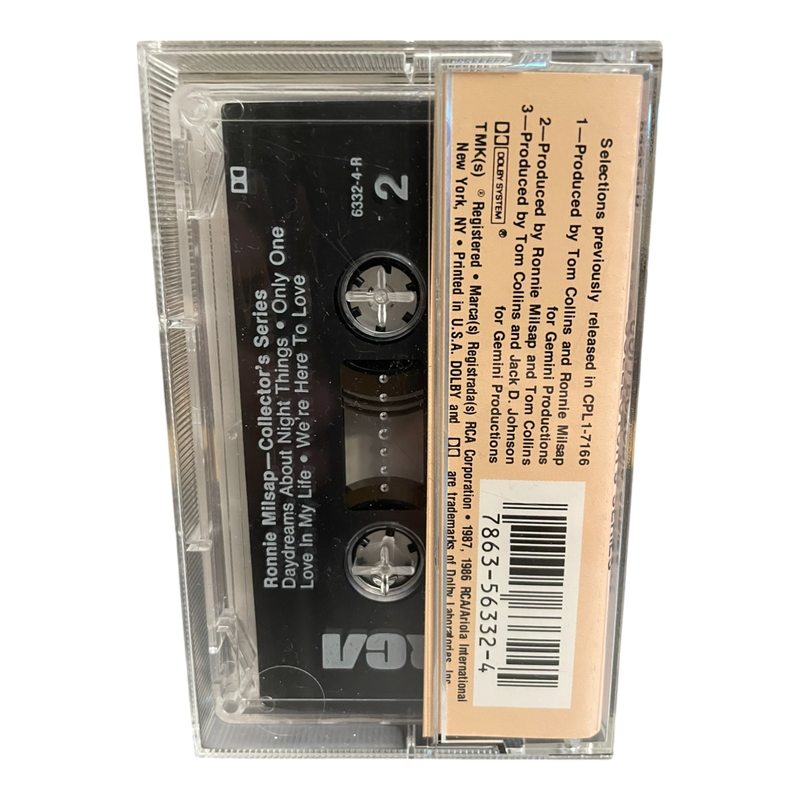 6332-4-R
2
Ronnie Milsap—Collector's Series
Daydreams About Night Things • Only One
Love In My Life • We're Here To Love
RCA
Selections previously released in CPL1-7166
1—Produced by Tom Collins and Ronnie Milsap
for Gemini Productions
2—Produced by Ronnie Milsap and Tom Collins
3—Produced by Tom Collins and Jack D. Johnson
for Gemini Productions
DOLBY SYSTEM ®
TMK(s) ® Registered • Marca(s) Registrada(s) RCA Corporation • 1987, 1986 RCA/Ariola International
New York, NY • Printed in U.S.A. DOLBY and are trademarks of Dolby Laboratories, Inc.
7863-56332-4